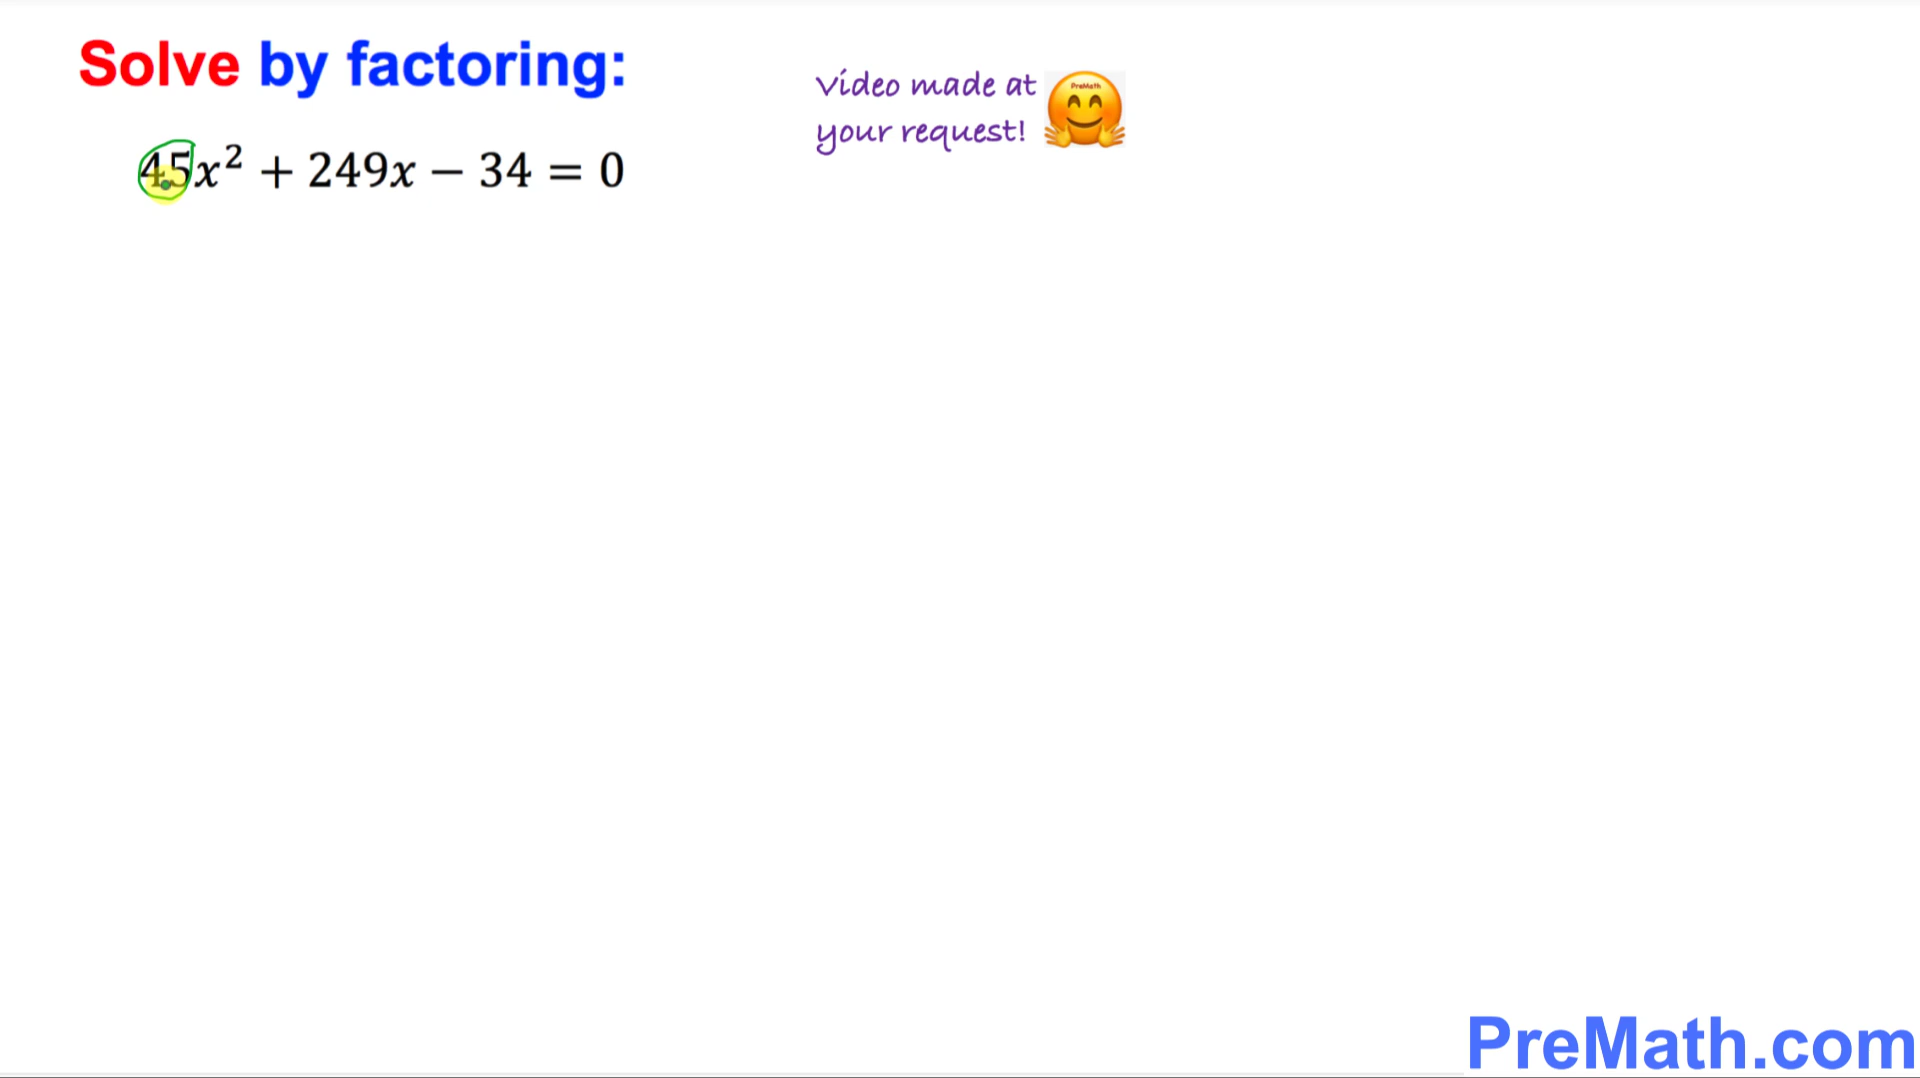 Solve by factoring:
Video made at
your request!
PreMath
45x² + 249x − 34 = 0
PreMath.com